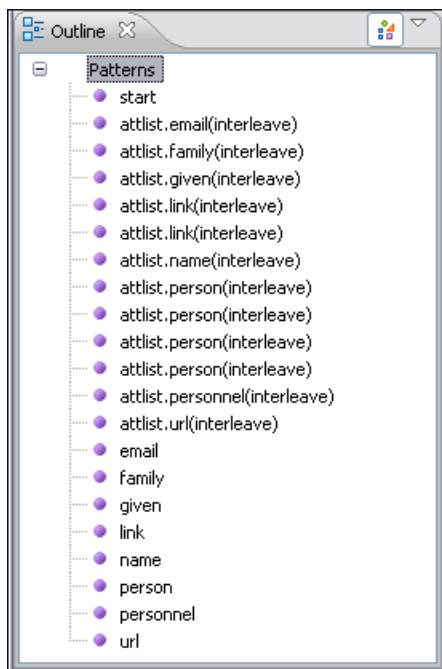 Outline
Patterns
start
attlist.email(interleave)
attlist.family(interleave)
attlist.given(interleave)
attlist.link(interleave)
attlist.link(interleave)
attlist.name(interleave)
attlist.person(interleave)
attlist.person(interleave)
attlist.person(interleave)
attlist.person(interleave)
attlist.personnel(interleave)
attlist.url(interleave)
email
family
given
link
name
person
personnel
url